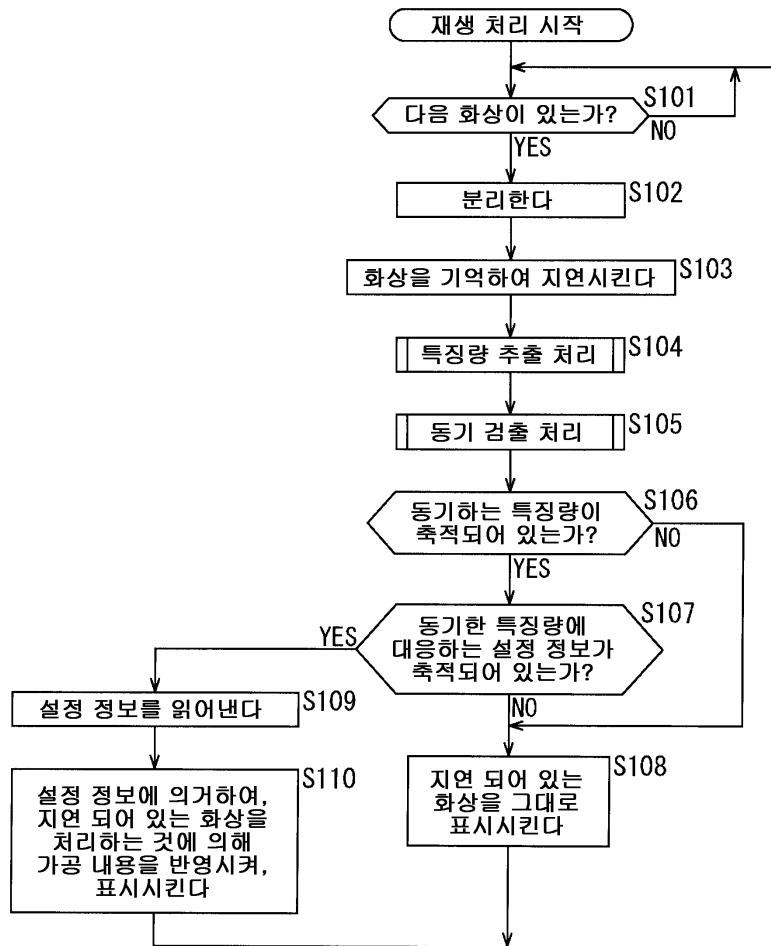 재생 처리 시작
S101
다음 화상이 있는가?
NO
YES
분리한다
S102
화상을 기억하여 지연시킨다
S103
특징량 추출 처리
S104
동기 검출 처리
S105
S106
동기하는 특징량이
축적되어 있는가?
NO
YES
S107
동기한 특징량에
대응하는 설정 정보가
축적되어 있는가?
YES
NO
설정 정보를 읽어낸다
S109
S110
설정 정보에 의거하여,
지연 되어 있는 화상을
처리하는 것에 의해
가공 내용을 반영시켜,
표시시킨다
S108
지연 되어 있는
화상을 그대로
표시시킨다